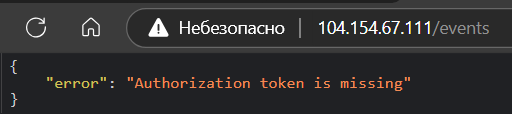 Небезопасно | 104.154.67.111/events
{
    "error": "Authorization token is missing"
}